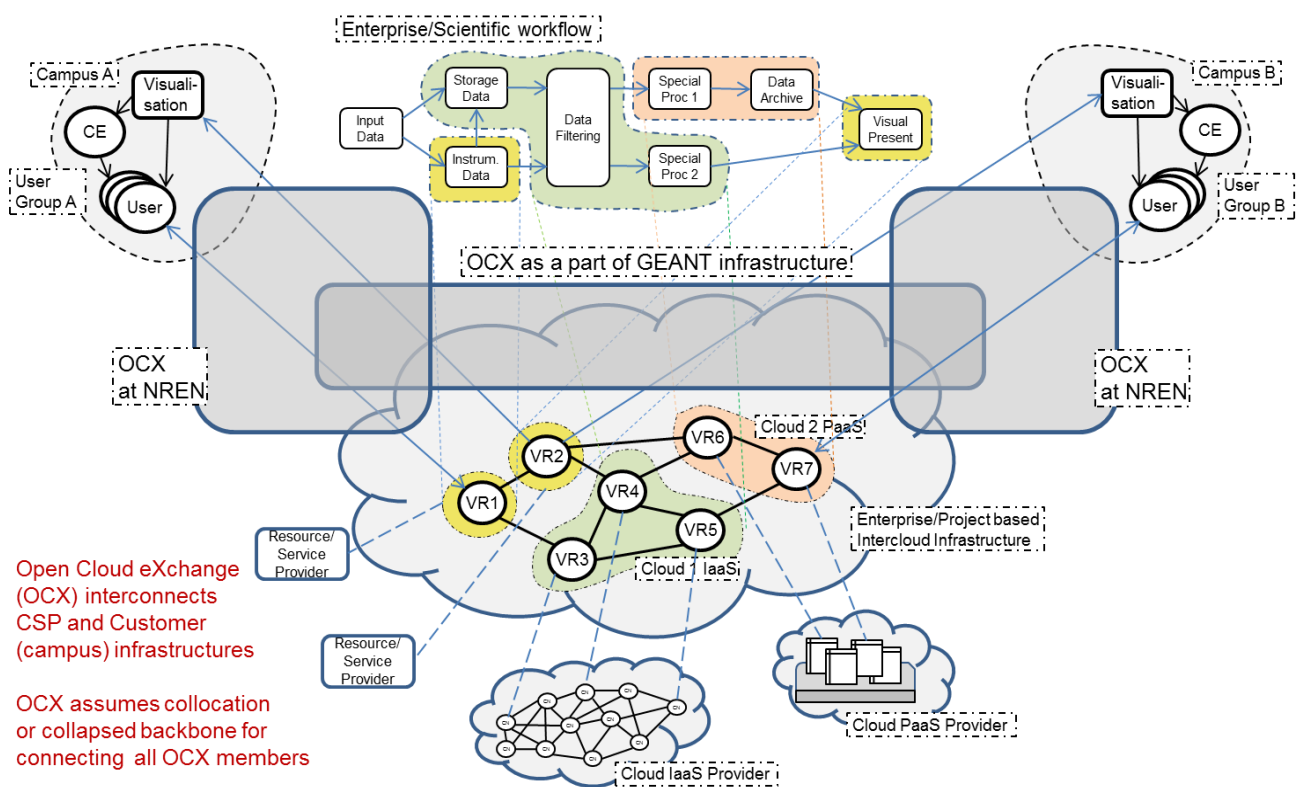 Enterprise/Scientific workflow
Campus A
Visuali-
sation
CE
User
Group A
User
Input
Data
Storage
Data
Instrum.
Data
Data
Filtering
Special
Proc 1
Data
Archive
Special
Proc 2
Visual
Present
Campus B
Visuali-
sation
CE
User
Group B
User
OCX as a part of GEANT infrastructure
OCX
at NREN
OCX
at NREN
VR1
VR2
VR3
VR4
VR5
VR6
VR7
Cloud 2 PaaS
Cloud 1 IaaS
Enterprise/Project based
Intercloud Infrastructure
Resource/
Service
Provider
Resource/
Service
Provider
Cloud IaaS Provider
Cloud PaaS Provider
Open Cloud eXchange
(OCX) interconnects
CSP and Customer
(campus) infrastructures
OCX assumes collocation
or collapsed backbone for
connecting all OCX members